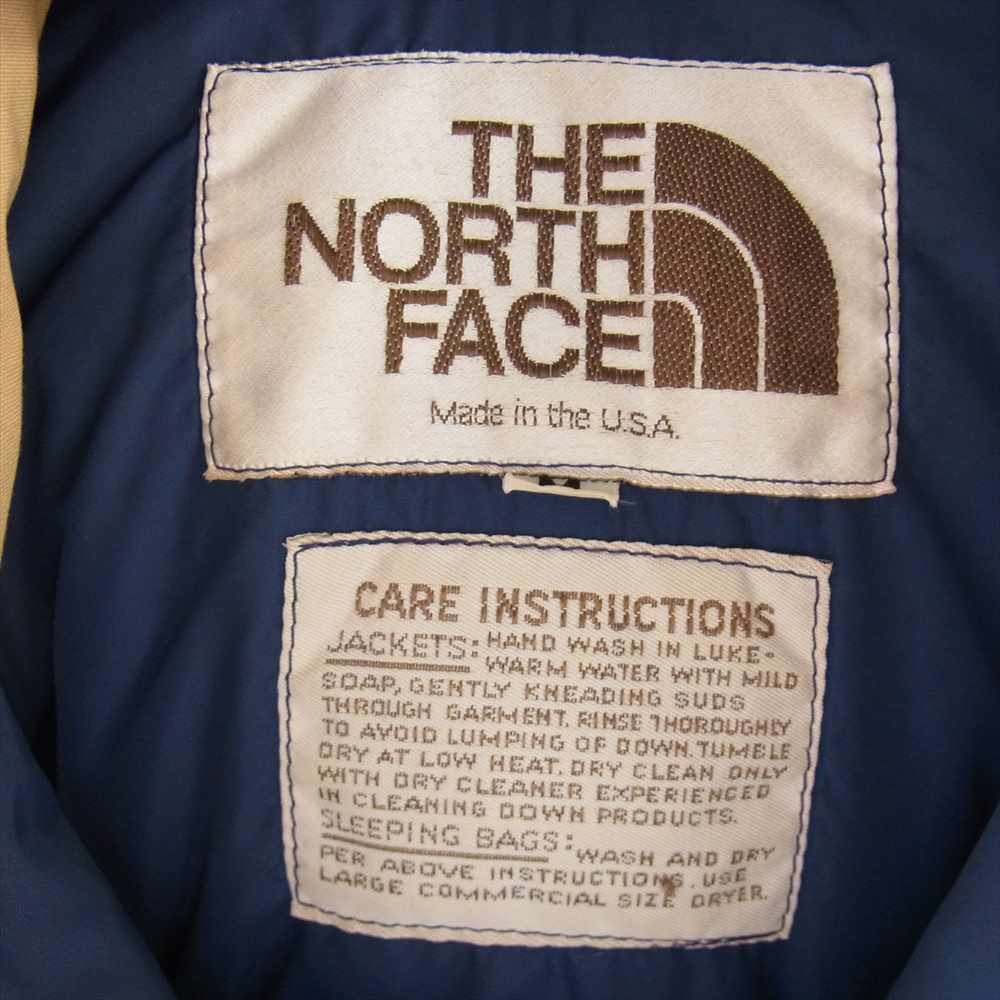 THE
NORTH
FACE
Made in the U.S.A.
CARE INSTRUCTIONS
JACKETS: HAND WASH IN LUKE-
WARM WATER WITH MILD
SOAP, GENTLY KNEADING SUDS
THROUGH GARMENT. RINSE THOROUGHLY
TO AVOID LUMPING OF DOWN. TUMBLE
DRY AT LOW HEAT. DRY CLEAN ONLY
WITH DRY CLEANER EXPERIENCED
IN CLEANING DOWN PRODUCTS.
SLEEPING BAGS: WASH AND DRY
PER ABOVE INSTRUCTIONS. USE
LARGE COMMERCIAL SIZE DRYER.